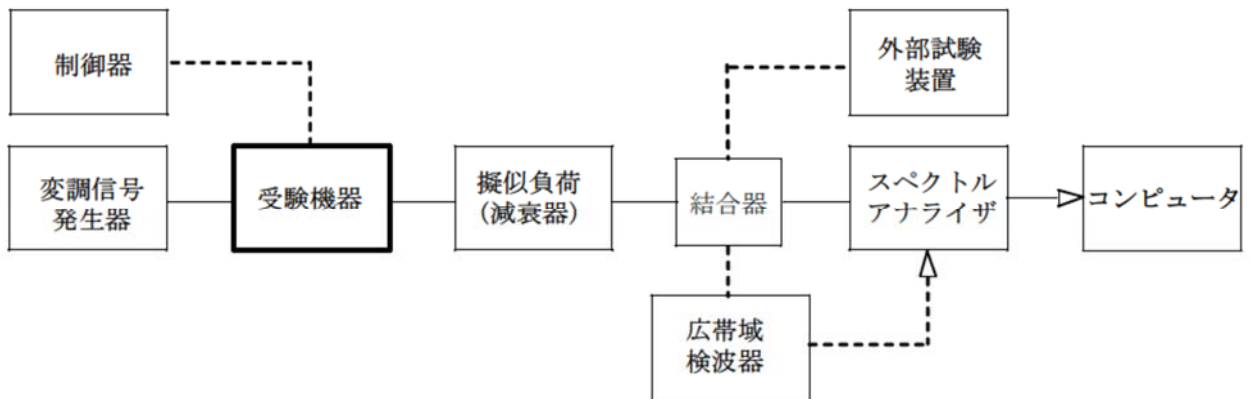 制御器
外部試験
装置
変調信号
発生器
受験機器
擬似負荷
(減衰器)
結合器
スペクトル
アナライザ
コンピュータ
広帯域
検波器